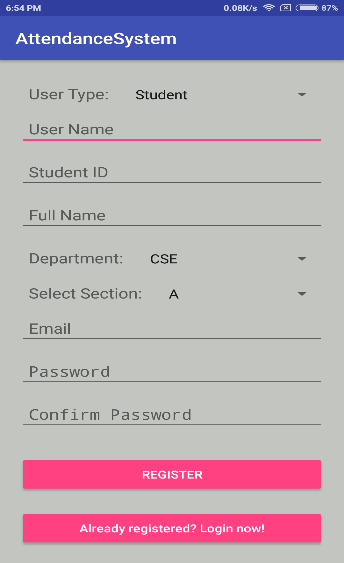 6:54 PM 0.08K/s 87%
AttendanceSystem
User Type: Student
User Name
Student ID
Full Name
Department: CSE
Select Section: A
Email
Password
Confirm Password
REGISTER
Already registered? Login now!